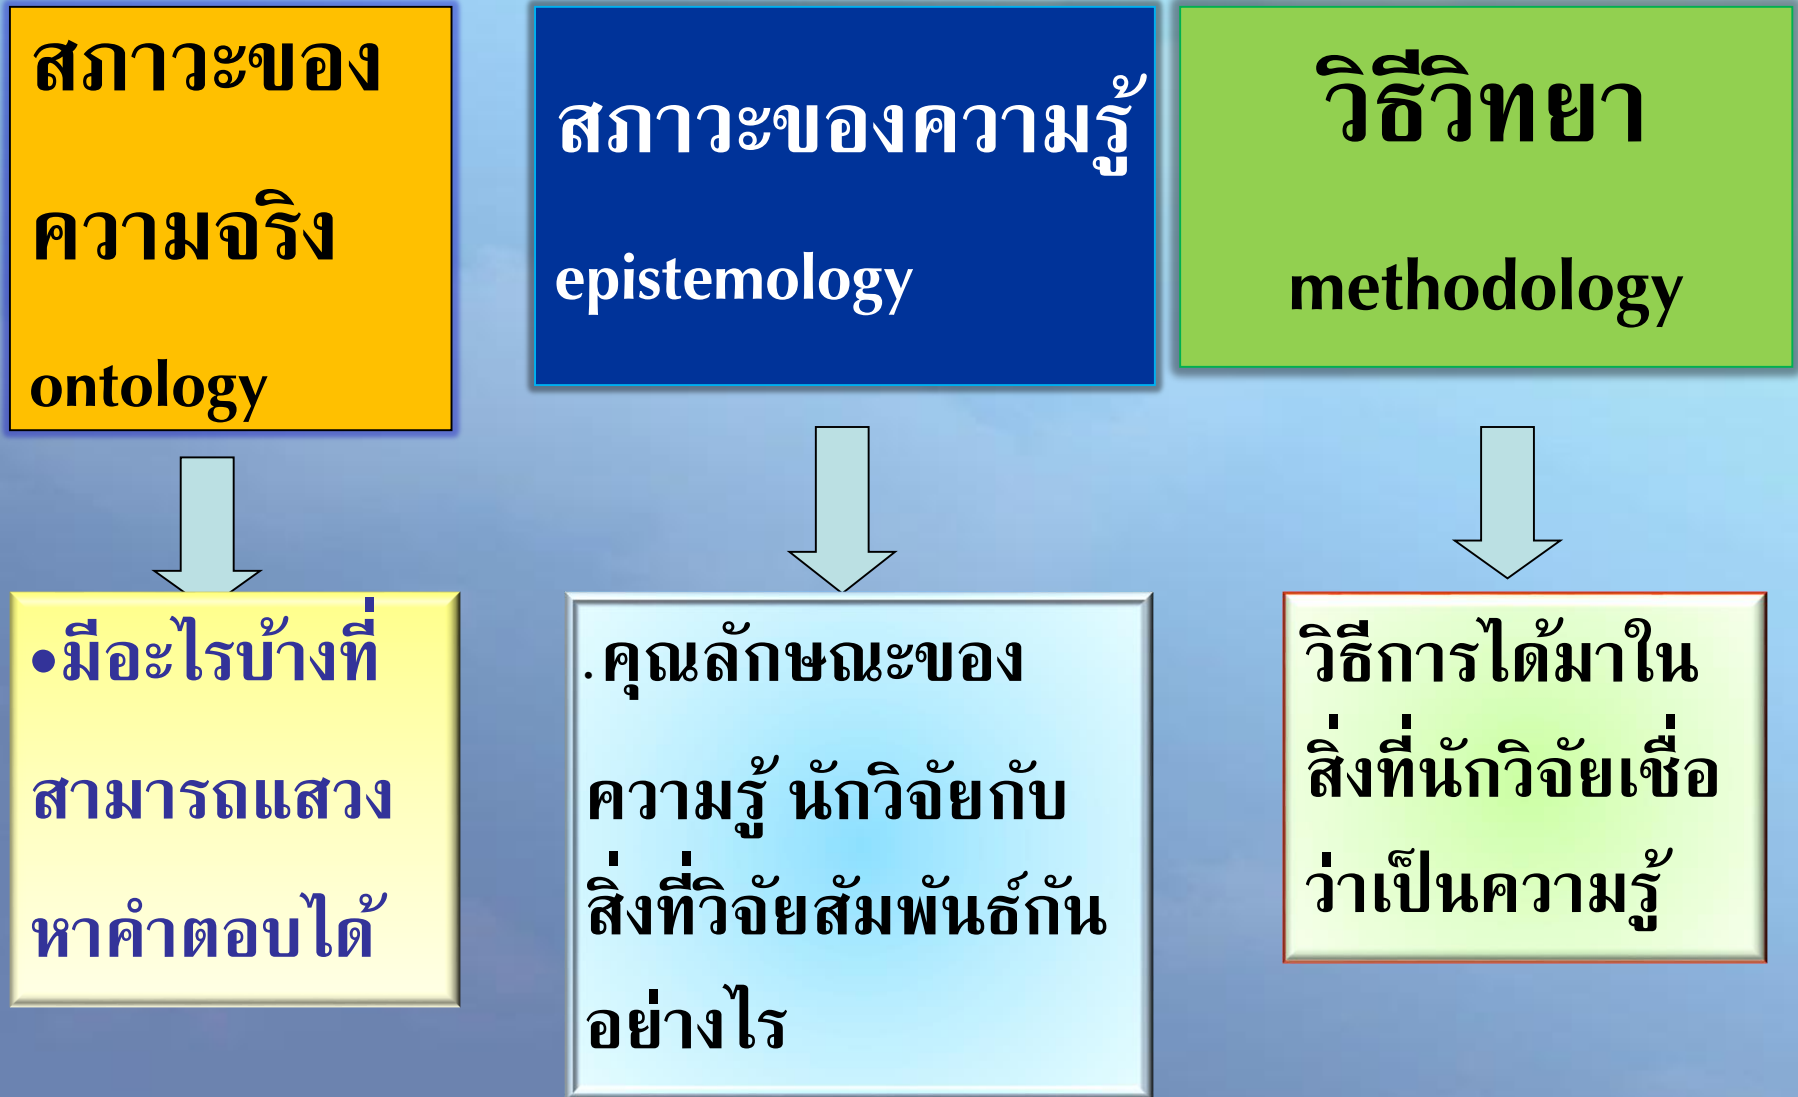 สภาวะของ
ความจริง
ontology
สภาวะของความรู้
epistemology
วิธีวิทยา
methodology
•มีอะไรบ้างที่
สามารถแสวง
หาคำตอบได้
. คุณลักษณะของ
ความรู้ นักวิจัยกับ
สิ่งที่วิจัยสัมพันธ์กัน
อย่างไร
วิธีการได้มาใน
สิ่งที่นักวิจัยเชื่อ
ว่าเป็นความรู้